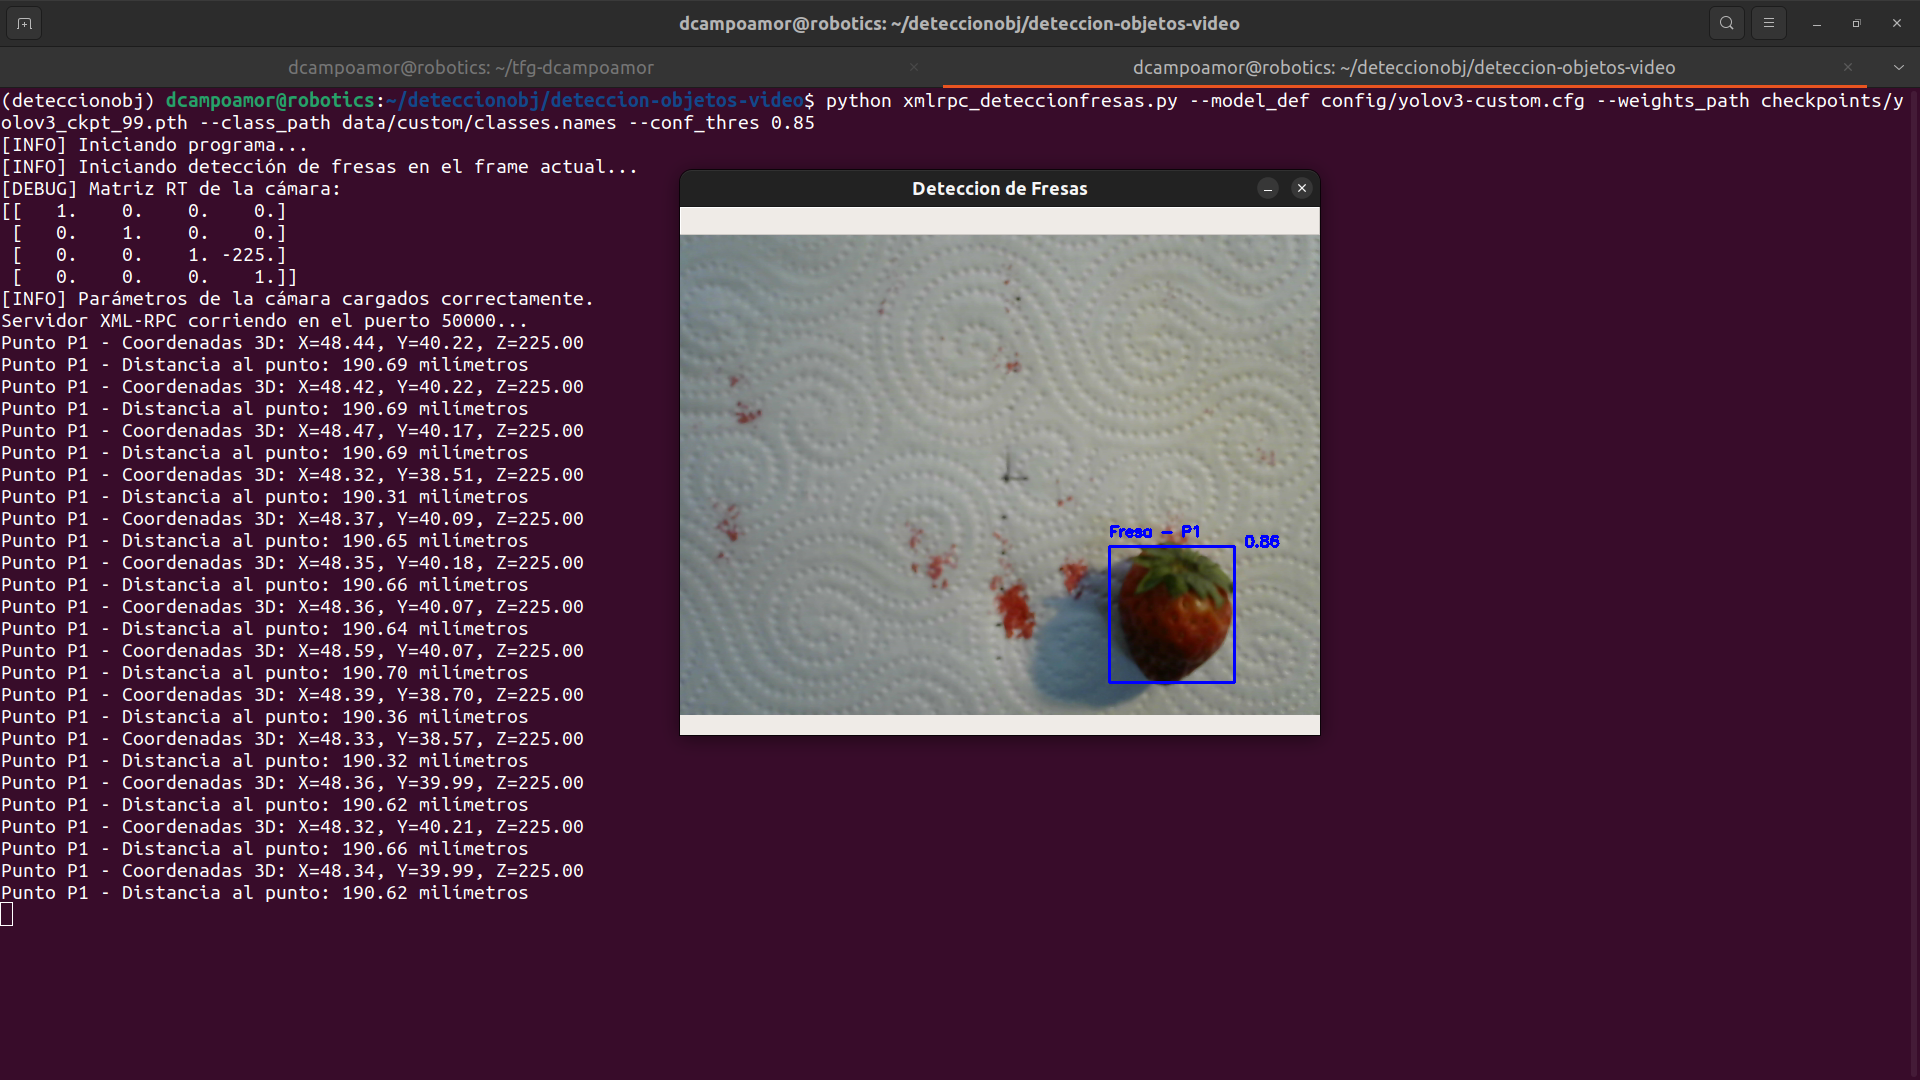 dcampoamor@robotics: ~/deteccionobj/deteccion-objetos-video
dcampoamor@robotics: ~/tfg-dcampoamor
dcampoamor@robotics: ~/deteccionobj/deteccion-objetos-video
(deteccionobj) dcampoamor@robotics:~/deteccionobj/deteccion-objetos-video$ python xmlrpc_deteccionfresas.py --model_def config/yolov3-custom.cfg --weights_path checkpoints/y
olov3_ckpt_99.pth --class_path data/custom/classes.names --conf_thres 0.85
[INFO] Iniciando programa...
[INFO] Iniciando detección de fresas en el frame actual...
[DEBUG] Matriz RT de la cámara:
[[   1.    0.    0.    0.]
 [   0.    1.    0.    0.]
 [   0.    0.    1. -225.]
 [   0.    0.    0.    1.]]
[INFO] Parámetros de la cámara cargados correctamente.
Servidor XML-RPC corriendo en el puerto 50000...
Punto P1 - Coordenadas 3D: X=48.44, Y=40.22, Z=225.00
Punto P1 - Distancia al punto: 190.69 milímetros
Punto P1 - Coordenadas 3D: X=48.42, Y=40.22, Z=225.00
Punto P1 - Distancia al punto: 190.69 milímetros
Punto P1 - Coordenadas 3D: X=48.47, Y=40.17, Z=225.00
Punto P1 - Distancia al punto: 190.69 milímetros
Punto P1 - Coordenadas 3D: X=48.32, Y=38.51, Z=225.00
Punto P1 - Distancia al punto: 190.31 milímetros
Punto P1 - Coordenadas 3D: X=48.37, Y=40.09, Z=225.00
Punto P1 - Distancia al punto: 190.65 milímetros
Punto P1 - Coordenadas 3D: X=48.35, Y=40.18, Z=225.00
Punto P1 - Distancia al punto: 190.66 milímetros
Punto P1 - Coordenadas 3D: X=48.36, Y=40.07, Z=225.00
Punto P1 - Distancia al punto: 190.64 milímetros
Punto P1 - Coordenadas 3D: X=48.59, Y=40.07, Z=225.00
Punto P1 - Distancia al punto: 190.70 milímetros
Punto P1 - Coordenadas 3D: X=48.39, Y=38.70, Z=225.00
Punto P1 - Distancia al punto: 190.36 milímetros
Punto P1 - Coordenadas 3D: X=48.33, Y=38.57, Z=225.00
Punto P1 - Distancia al punto: 190.32 milímetros
Punto P1 - Coordenadas 3D: X=48.36, Y=39.99, Z=225.00
Punto P1 - Distancia al punto: 190.62 milímetros
Punto P1 - Coordenadas 3D: X=48.32, Y=40.21, Z=225.00
Punto P1 - Distancia al punto: 190.66 milímetros
Punto P1 - Coordenadas 3D: X=48.34, Y=39.99, Z=225.00
Punto P1 - Distancia al punto: 190.62 milímetros
Deteccion de Fresas
Fresa - P1
0.86